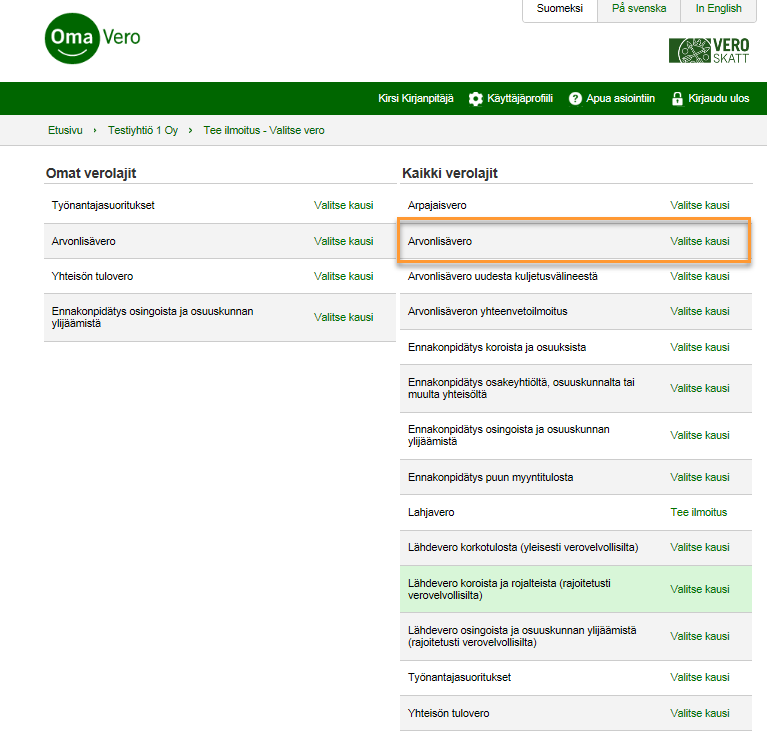 Suomeksi På svenska In English
Oma Vero
VERO
SKATT
Kirsi Kirjanpitäjä Käyttäjäprofiili ? Apua asiointiin Kirjaudu ulos
Etusivu › Testiyhtiö 1 Oy › Tee ilmoitus - Valitse vero
Omat verolajit
Työnantajasuoritukset Valitse kausi
Arvonlisävero Valitse kausi
Yhteisön tulovero Valitse kausi
Ennakonpidätys osingoista ja osuuskunnan
ylijäämistä
Valitse kausi
Kaikki verolajit
Arpajaisvero Valitse kausi
Arvonlisävero Valitse kausi
Arvonlisävero uudesta kuljetusvälineestä Valitse kausi
Arvonlisäveron yhteenvetoilmoitus Valitse kausi
Ennakonpidätys koroista ja osuuksista Valitse kausi
Ennakonpidätys osakeyhtiöltä, osuuskunnalta tai
muulta yhteisöltä
Valitse kausi
Ennakonpidätys osingoista ja osuuskunnan
ylijäämistä
Valitse kausi
Ennakonpidätys puun myyntitulosta Valitse kausi
Lahjavero Tee ilmoitus
Lähdevero korkotulosta (yleisesti verovelvollisilta) Valitse kausi
Lähdevero koroista ja rojalteista (rajoitetusti
verovelvollisilta)
Valitse kausi
Lähdevero osingoista ja osuuskunnan ylijäämistä
(rajoitetusti verovelvollisilta)
Valitse kausi
Työnantajasuoritukset Valitse kausi
Yhteisön tulovero Valitse kausi